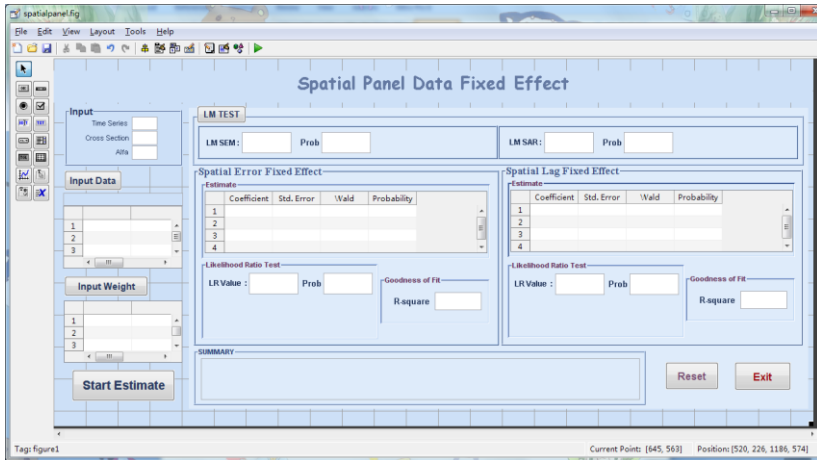 spatialpanel.fig
File Edit View Layout Tools Help
Spatial Panel Data Fixed Effect
Input
Time Series
Cross Section
Alfa
LM TEST
LM SEM : Prob
LM SAR : Prob
Input Data
1
2
3
Spatial Error Fixed Effect
Estimate
Coefficient Std. Error Wald Probability
1
2
3
4
Likelihood Ratio Test
LR Value : Prob
Goodness of Fit
R-square
Spatial Lag Fixed Effect
Estimate
Coefficient Std. Error Wald Probability
1
2
3
4
Likelihood Ratio Test
LR Value : Prob
Goodness of Fit
R-square
Input Weight
1
2
3
Start Estimate
SUMMARY
Reset
Exit
Tag: figure1
Current Point: [645, 563] Position: [520, 226, 1186, 574]